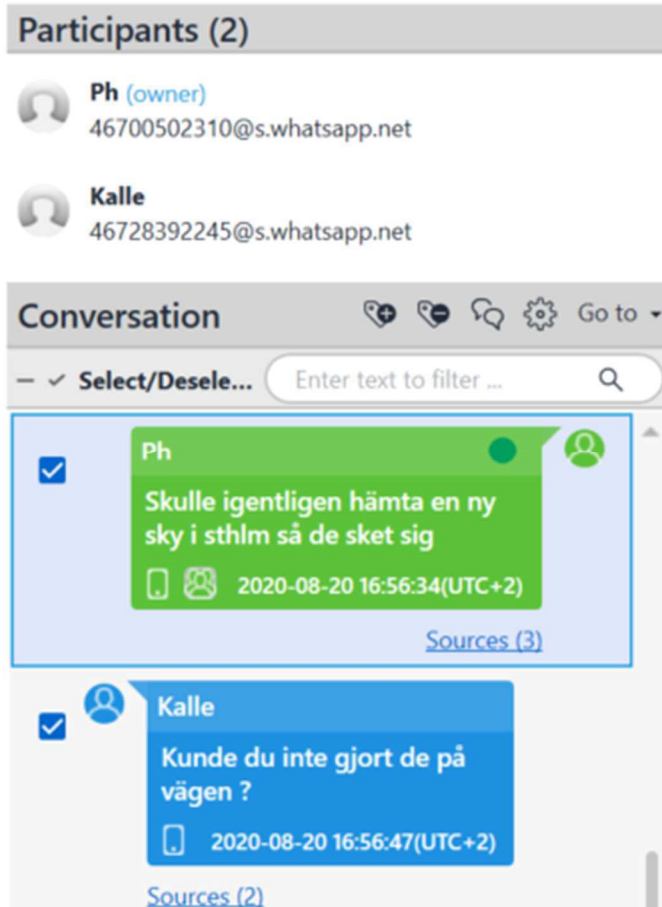 Participants (2)
Ph (owner)
46700502310@s.whatsapp.net
Kalle
46728392245@s.whatsapp.net
Conversation
Go to
Select/Desele...
Enter text to filter ...
Ph
Skulle igentligen hämta en ny
sky i sthlm så de sket sig
2020-08-20 16:56:34(UTC+2)
Sources (3)
Kalle
Kunde du inte gjort de på
vägen ?
2020-08-20 16:56:47(UTC+2)
Sources (2)